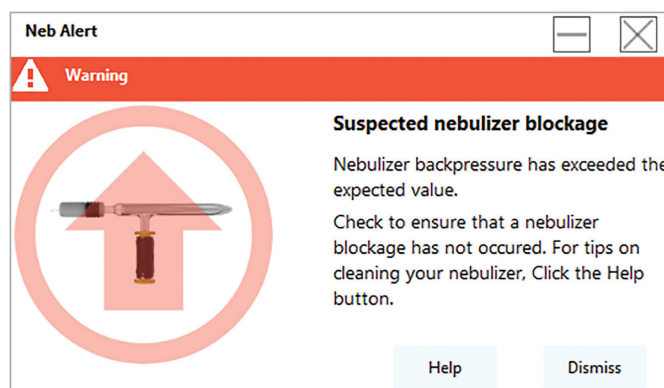 Neb Alert
Warning
Suspected nebulizer blockage
Nebulizer backpressure has exceeded the
expected value.
Check to ensure that a nebulizer
blockage has not occured. For tips on
cleaning your nebulizer, Click the Help
button.
Help Dismiss